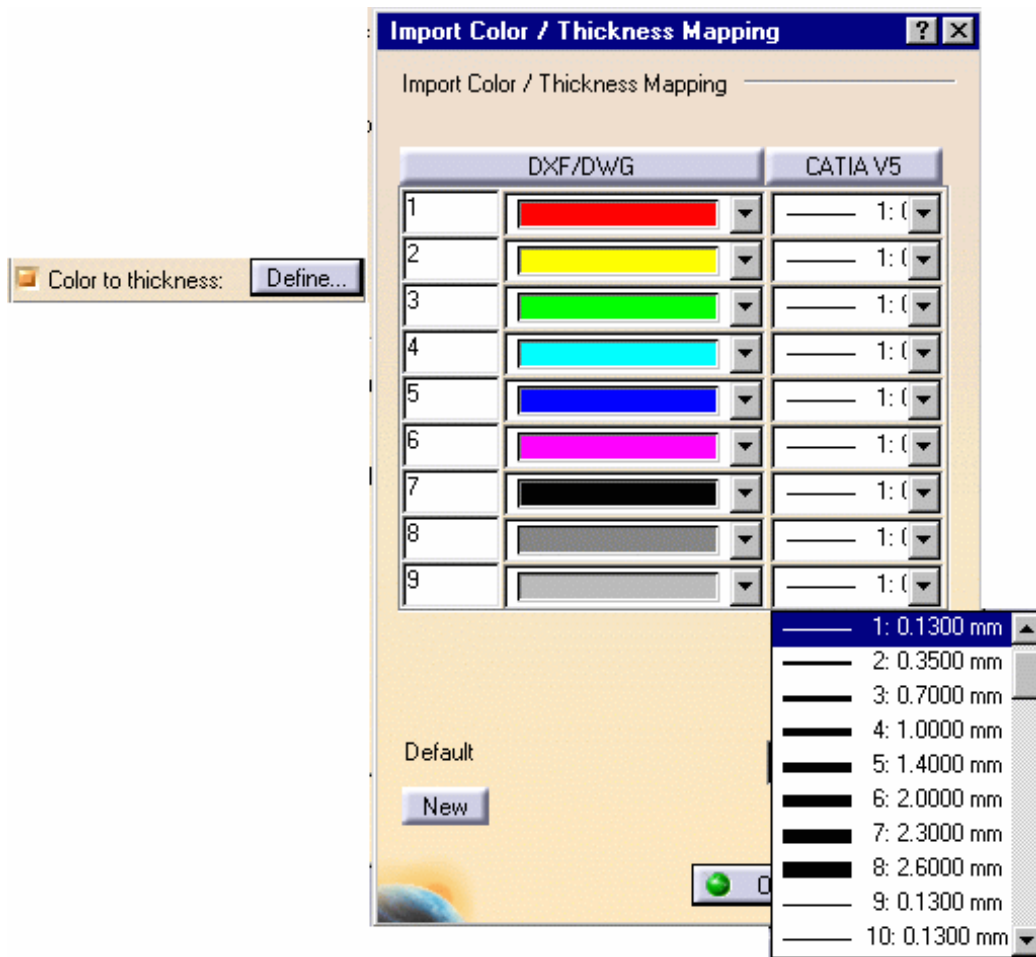 Import Color / Thickness Mapping
Import Color / Thickness Mapping
DXF/DWG CATIA V5
1 1:
2 1:
Color to thickness: Define...
3 1:
4 1:
5 1:
6 1:
7 1:
8 1:
9 1:
1: 0.1300 mm
2: 0.3500 mm
3: 0.7000 mm
4: 1.0000 mm
Default
5: 1.4000 mm
New
6: 2.0000 mm
7: 2.3000 mm
8: 2.6000 mm
9: 0.1300 mm
10: 0.1300 mm